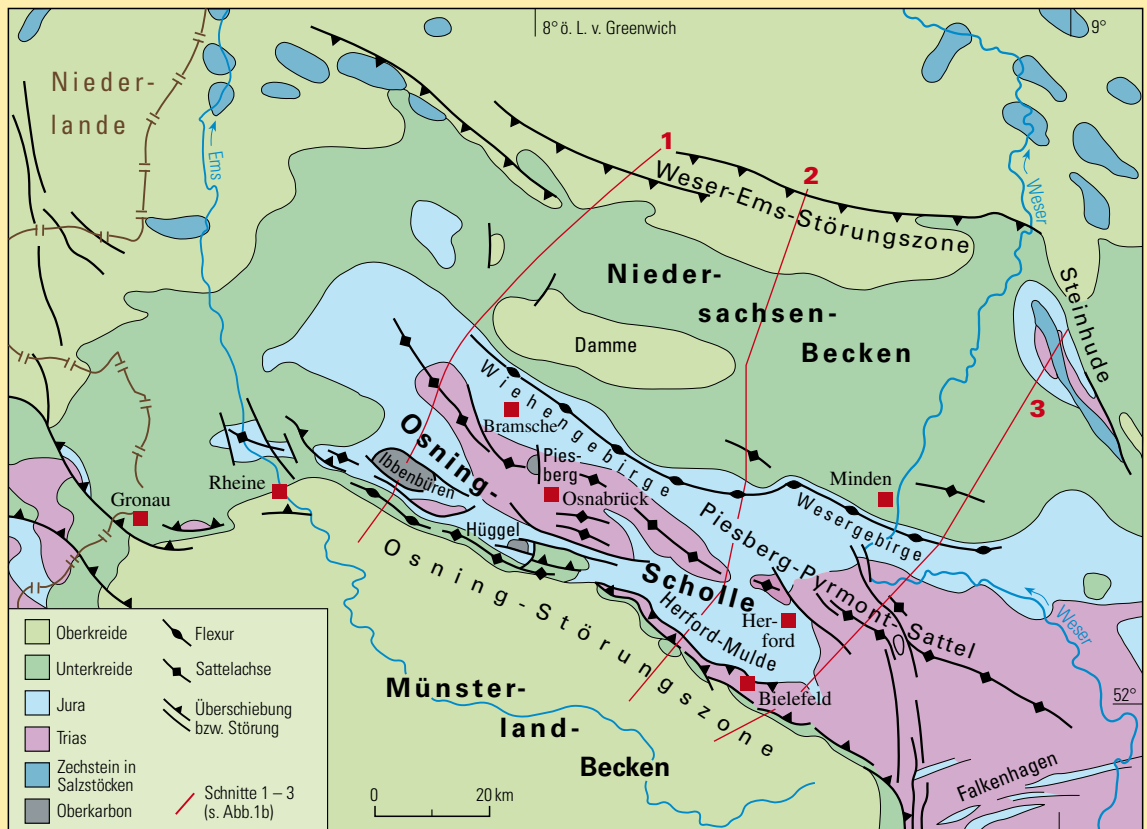 8° ö. L. v. Greenwich
9°
Nieder-
lande
Ems
Weser
1
2
Weser-Ems-Störungszone
Nieder-
sachsen-
Becken
Steinhude
Damme
3
Wiehengebirge
Bramsche
Osning-
Scholle
Ibbenbüren
Pies-
berg
Osnabrück
Minden
Wesergebirge
Rheine
Gronau
Hüggel
Piesberg-Pyrmont-Sattel
Osning-Störungszone
Herford-Mulde
Her-
ford
Weser
Bielefeld
52°
Münster-
land-
Becken
Falkenhagen
Oberkreide
Unterkreide
Jura
Trias
Zechstein in
Salzstöcken
Oberkarbon
Flexur
Sattelachse
Überschiebung
bzw. Störung
Schnitte 1 – 3
(s. Abb.1b)
0 20 km